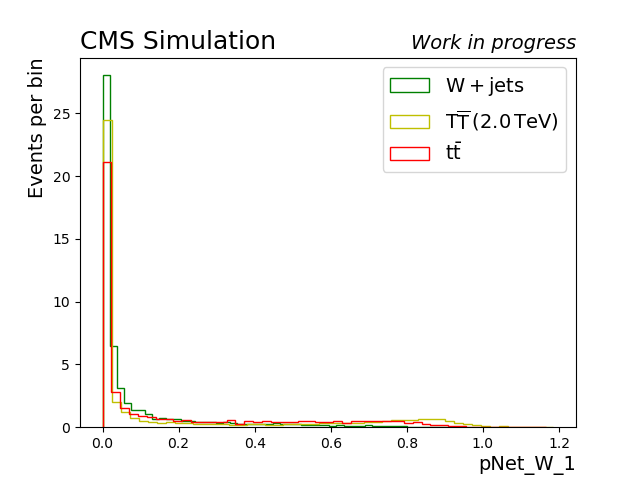 CMS Simulation Work in progress
Events per bin
25
20
15
10
5
0
W + jets
TT̅ (2.0 TeV)
tt̄
0.0 0.2 0.4 0.6 0.8 1.0 1.2
pNet_W_1